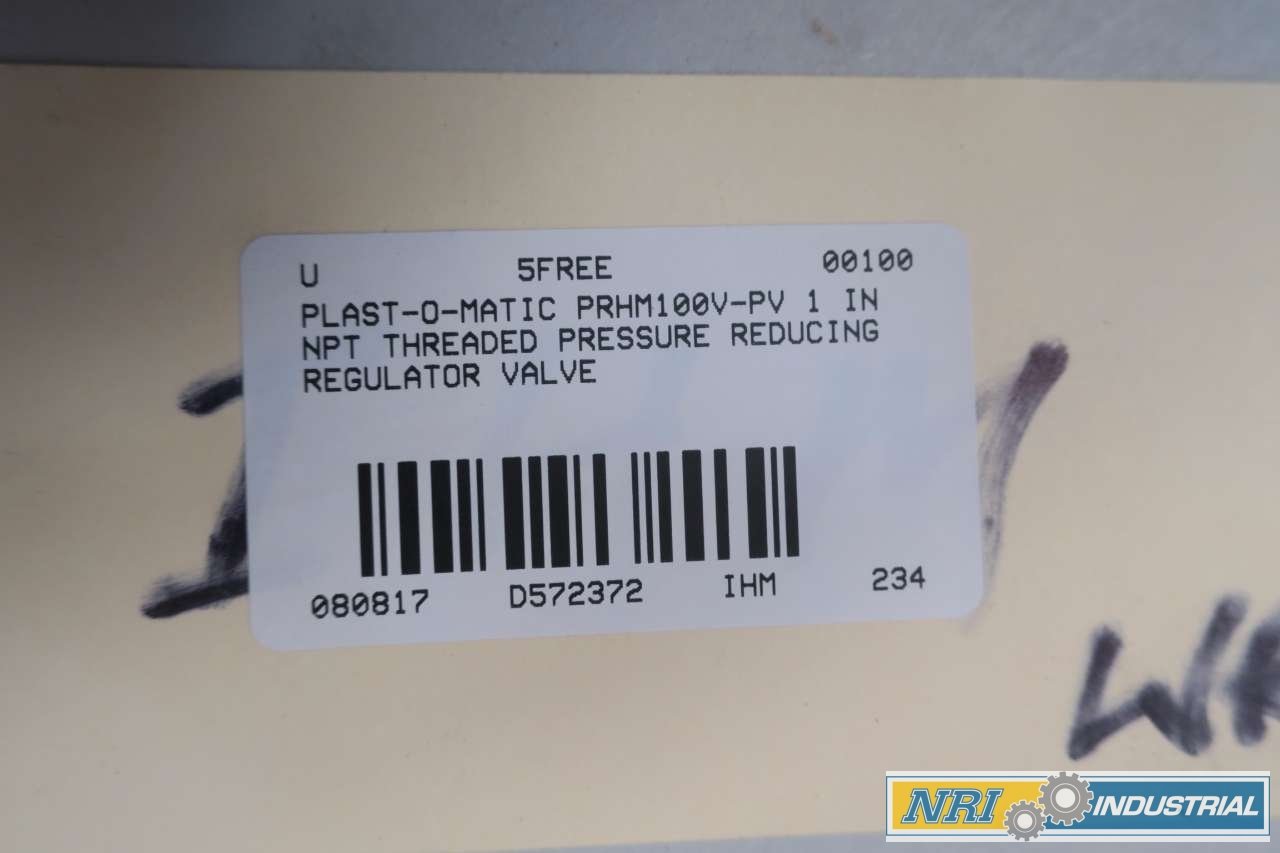 U 5FREE 00100
PLAST-O-MATIC PRHM100V-PV 1 IN
NPT THREADED PRESSURE REDUCING
REGULATOR VALVE
080817 D572372 IHM 234
NRI INDUSTRIAL